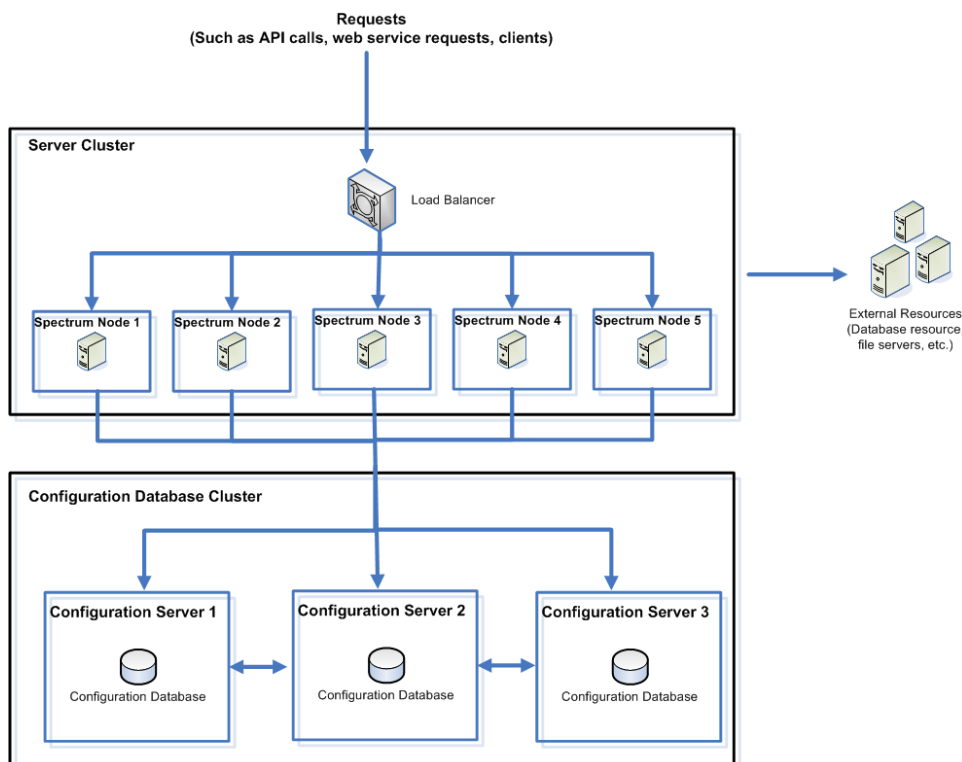 Requests
(Such as API calls, web service requests, clients)
Server Cluster
Load Balancer
Spectrum Node 1
Spectrum Node 2
Spectrum Node 3
Spectrum Node 4
Spectrum Node 5
External Resources
(Database resource
file servers, etc.)
Configuration Database Cluster
Configuration Server 1
Configuration Server 2
Configuration Server 3
Configuration Database
Configuration Database
Configuration Database